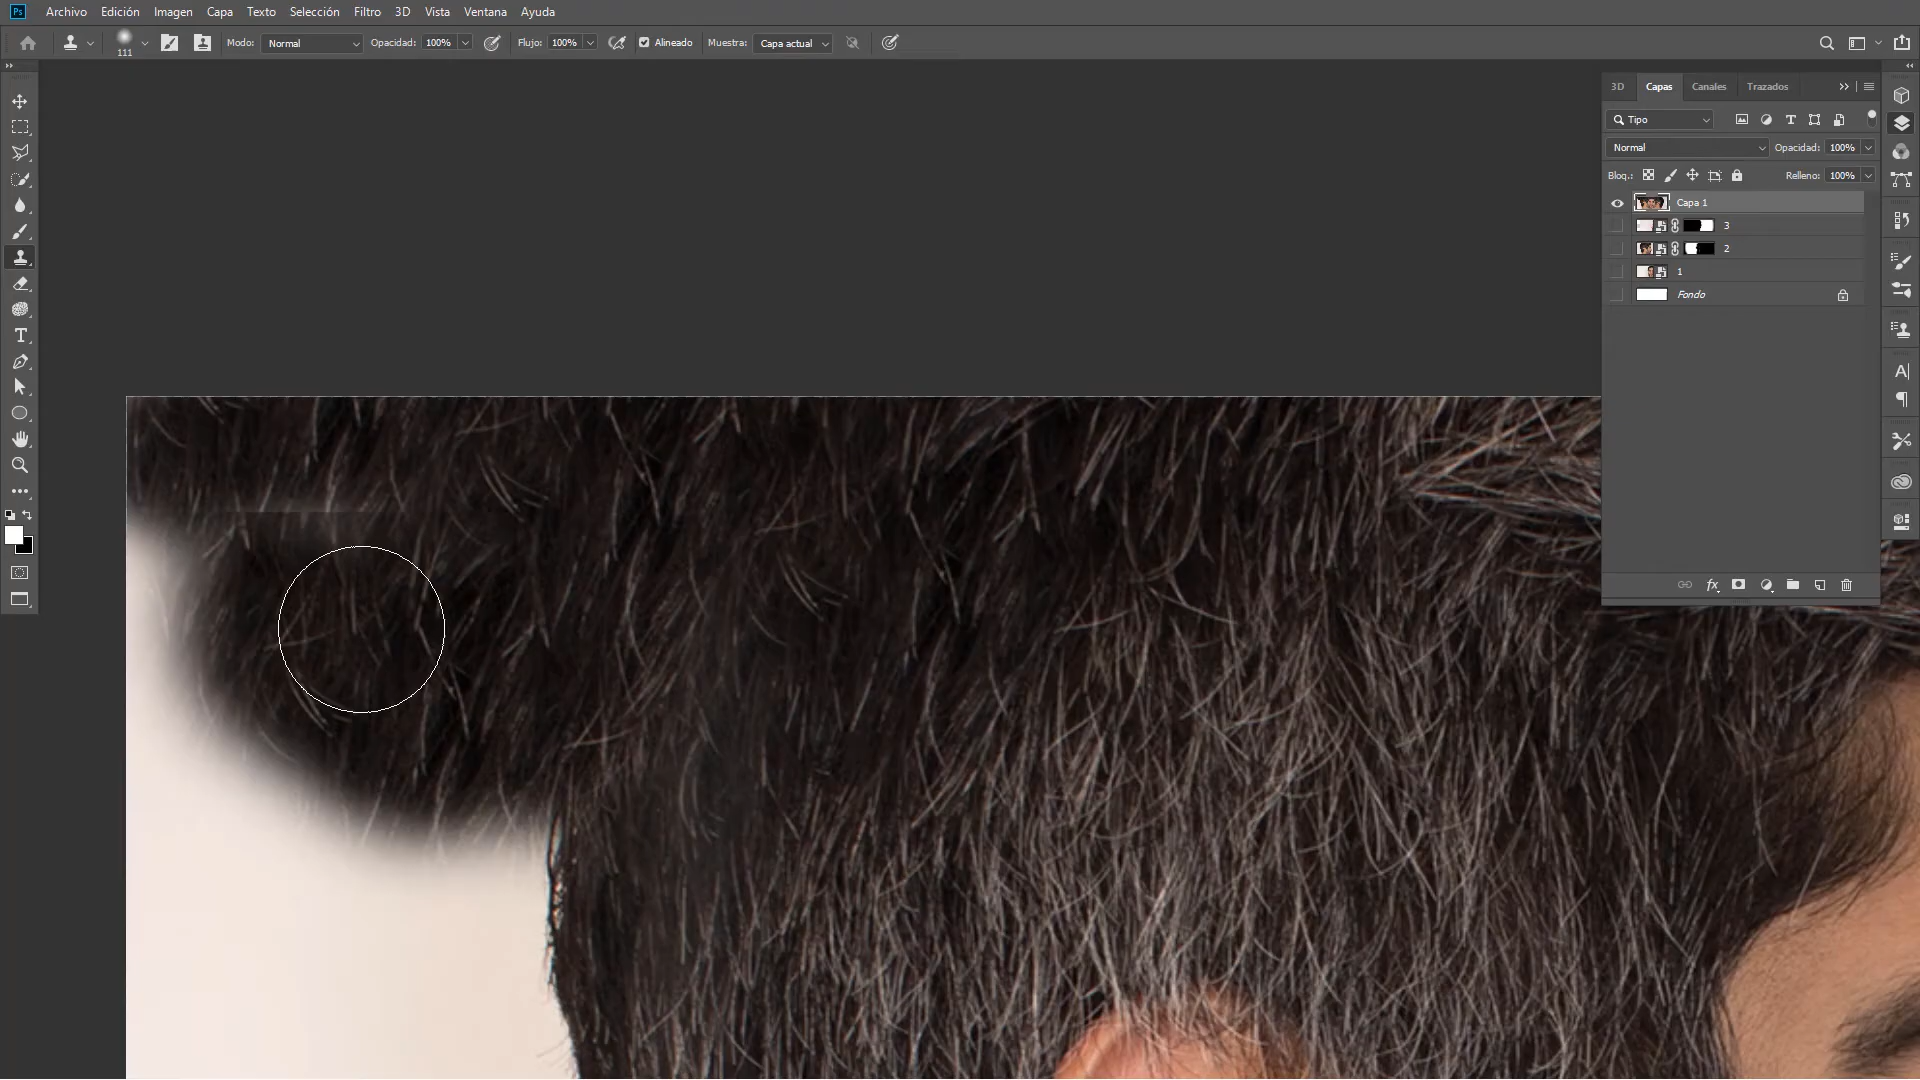 Ps Archivo Edición Imagen Capa Texto Selección Filtro 3D Vista Ventana Ayuda
111 Modo: Normal Opacidad: 100% Flujo: 100% Alineado Muestra: Capa actual
3D Capas Canales Trazados
Tipo
Normal Opacidad: 100%
Bloq.: Relleno: 100%
Capa 1
3
2
1
Fondo
fx